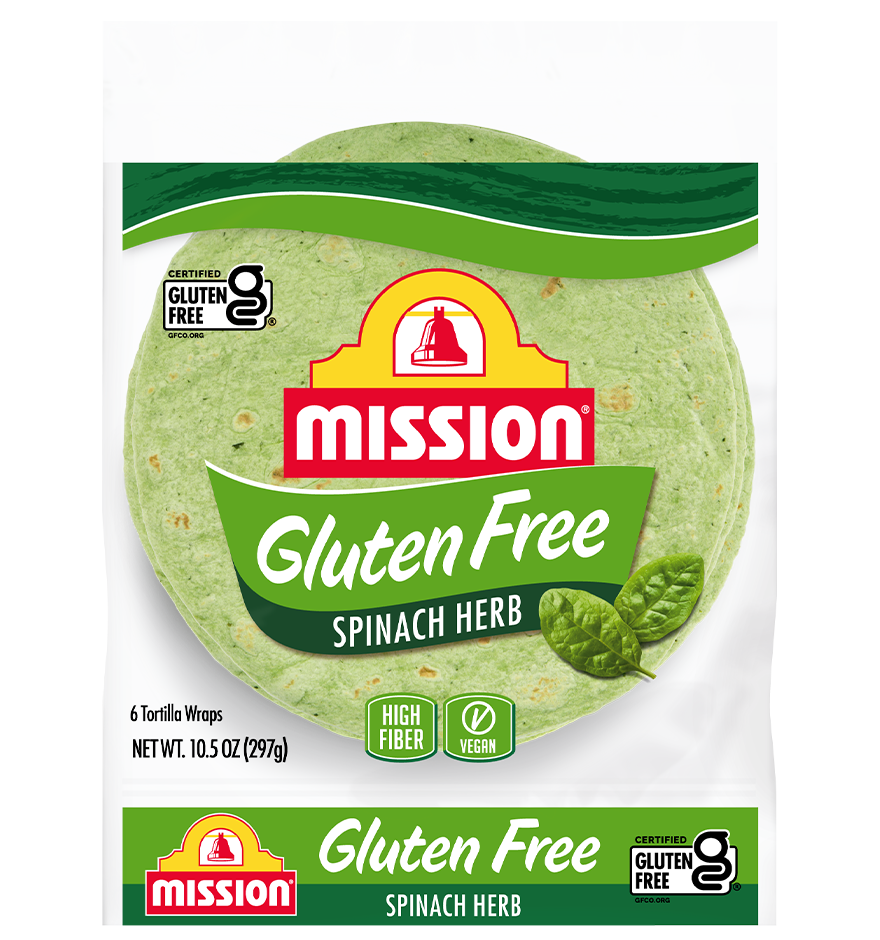 CERTIFIED
GLUTEN
FREE
g
®
GFCO.ORG
MISSION®
Gluten Free
SPINACH HERB
6 Tortilla Wraps
NET WT. 10.5 OZ (297g)
HIGH
FIBER
V
VEGAN
MISSION®
Gluten Free
SPINACH HERB
CERTIFIED
GLUTEN
FREE
g
®
GFCO.ORG